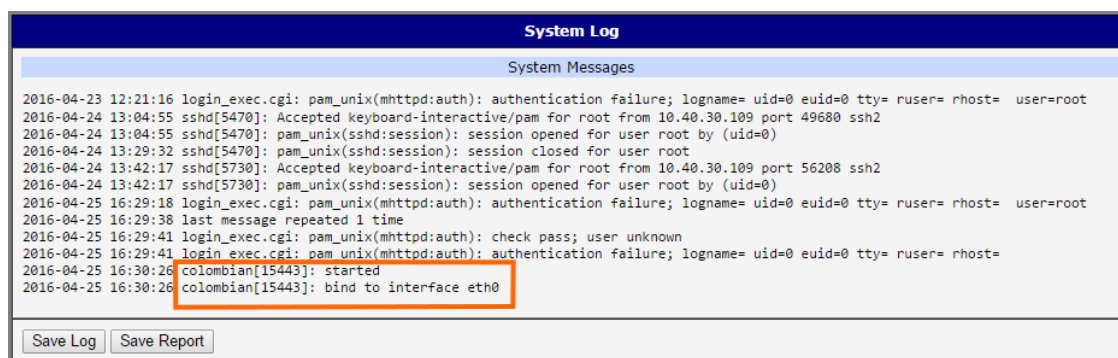 System Log
System Messages
2016-04-23 12:21:16 login_exec.cgi: pam_unix(mhttpd:auth): authentication failure; logname= uid=0 euid=0 tty= ruser= rhost=  user=root
2016-04-24 13:04:55 sshd[5470]: Accepted keyboard-interactive/pam for root from 10.40.30.109 port 49680 ssh2
2016-04-24 13:04:55 sshd[5470]: pam_unix(sshd:session): session opened for user root by (uid=0)
2016-04-24 13:29:32 sshd[5470]: pam_unix(sshd:session): session closed for user root
2016-04-24 13:42:17 sshd[5730]: Accepted keyboard-interactive/pam for root from 10.40.30.109 port 56208 ssh2
2016-04-24 13:42:17 sshd[5730]: pam_unix(sshd:session): session opened for user root by (uid=0)
2016-04-25 16:29:18 login_exec.cgi: pam_unix(mhttpd:auth): authentication failure; logname= uid=0 euid=0 tty= ruser= rhost=  user=root
2016-04-25 16:29:38 last message repeated 1 time
2016-04-25 16:29:41 login_exec.cgi: pam_unix(mhttpd:auth): check pass; user unknown
2016-04-25 16:29:41 login_exec.cgi: pam_unix(mhttpd:auth): authentication failure; logname= uid=0 euid=0 tty= ruser= rhost=
2016-04-25 16:30:26 colombian[15443]: started
2016-04-25 16:30:26 colombian[15443]: bind to interface eth0
Save Log Save Report